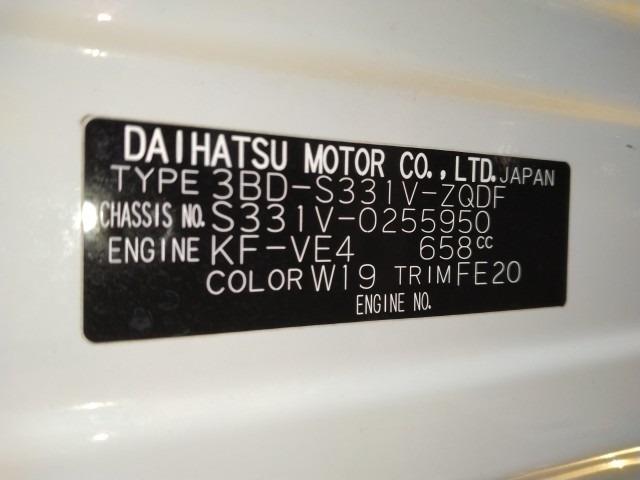 DAIHATSU MOTOR CO., LTD. JAPAN
TYPE 3BD-S331V-ZQDF
CHASSIS NO. S331V-0255950
ENGINE KF-VE4 658cc
COLOR W19 TRIM FE20
ENGINE NO.